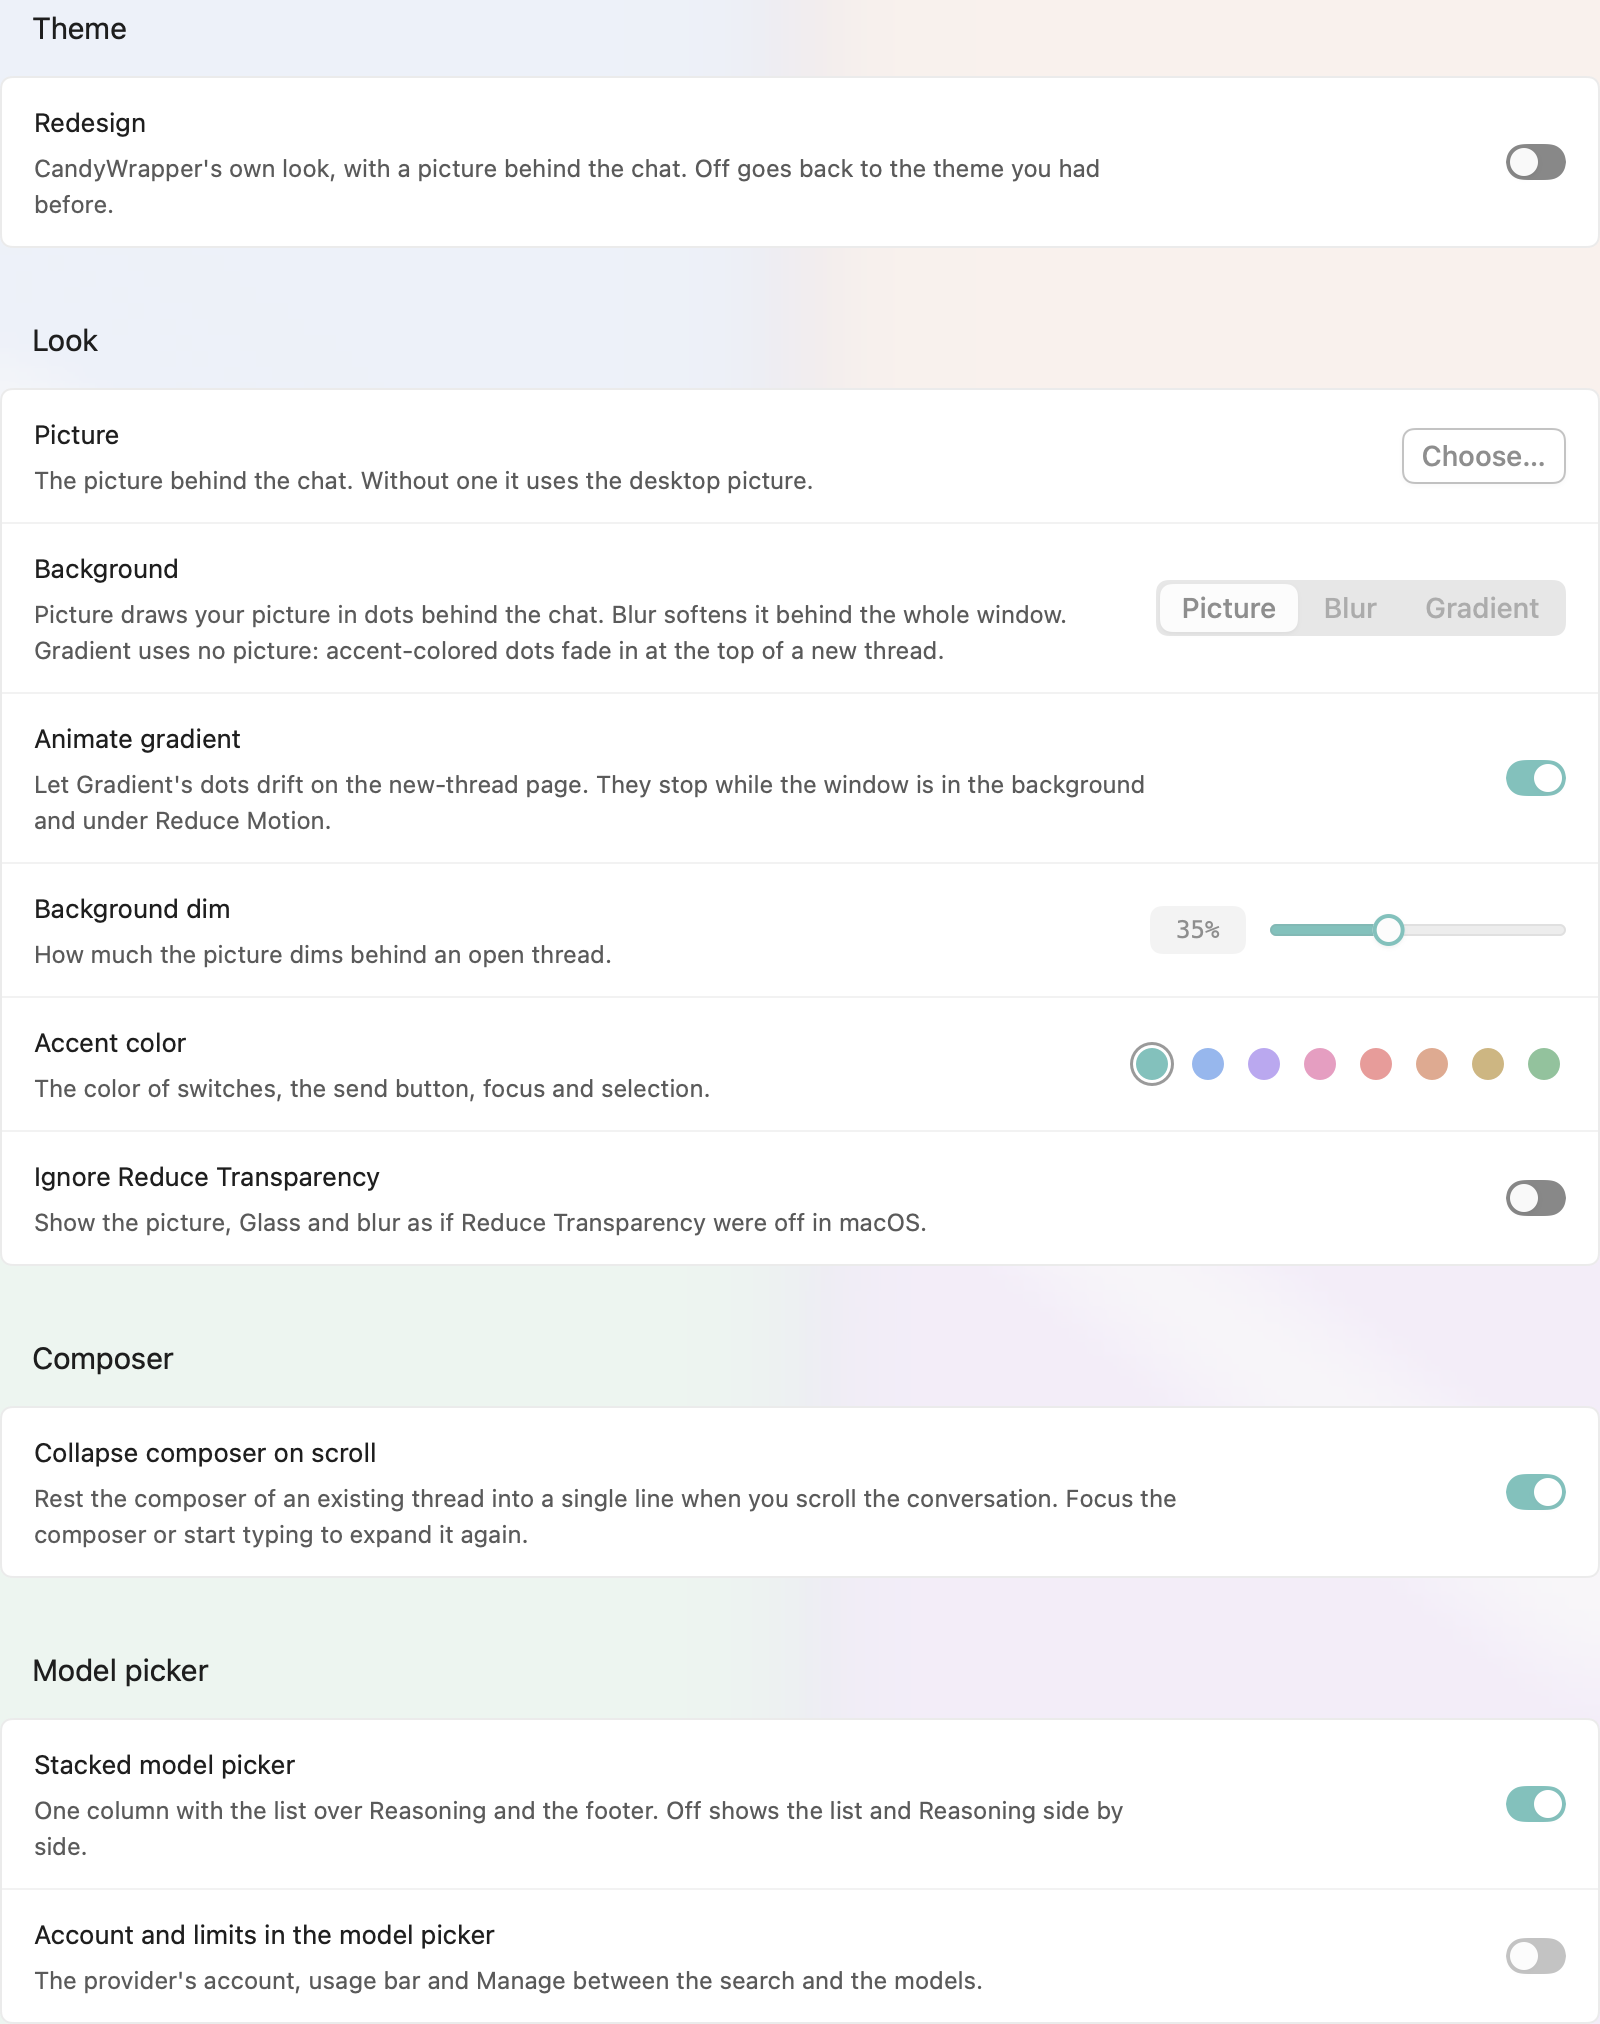 Theme
Redesign
CandyWrapper's own look, with a picture behind the chat. Off goes back to the theme you had
before.
Look
Picture
The picture behind the chat. Without one it uses the desktop picture.
Choose...
Background
Picture draws your picture in dots behind the chat. Blur softens it behind the whole window.
Gradient uses no picture: accent-colored dots fade in at the top of a new thread.
Picture Blur Gradient
Animate gradient
Let Gradient's dots drift on the new-thread page. They stop while the window is in the background
and under Reduce Motion.
Background dim
How much the picture dims behind an open thread.
35%
Accent color
The color of switches, the send button, focus and selection.
Ignore Reduce Transparency
Show the picture, Glass and blur as if Reduce Transparency were off in macOS.
Composer
Collapse composer on scroll
Rest the composer of an existing thread into a single line when you scroll the conversation. Focus the
composer or start typing to expand it again.
Model picker
Stacked model picker
One column with the list over Reasoning and the footer. Off shows the list and Reasoning side by
side.
Account and limits in the model picker
The provider's account, usage bar and Manage between the search and the models.